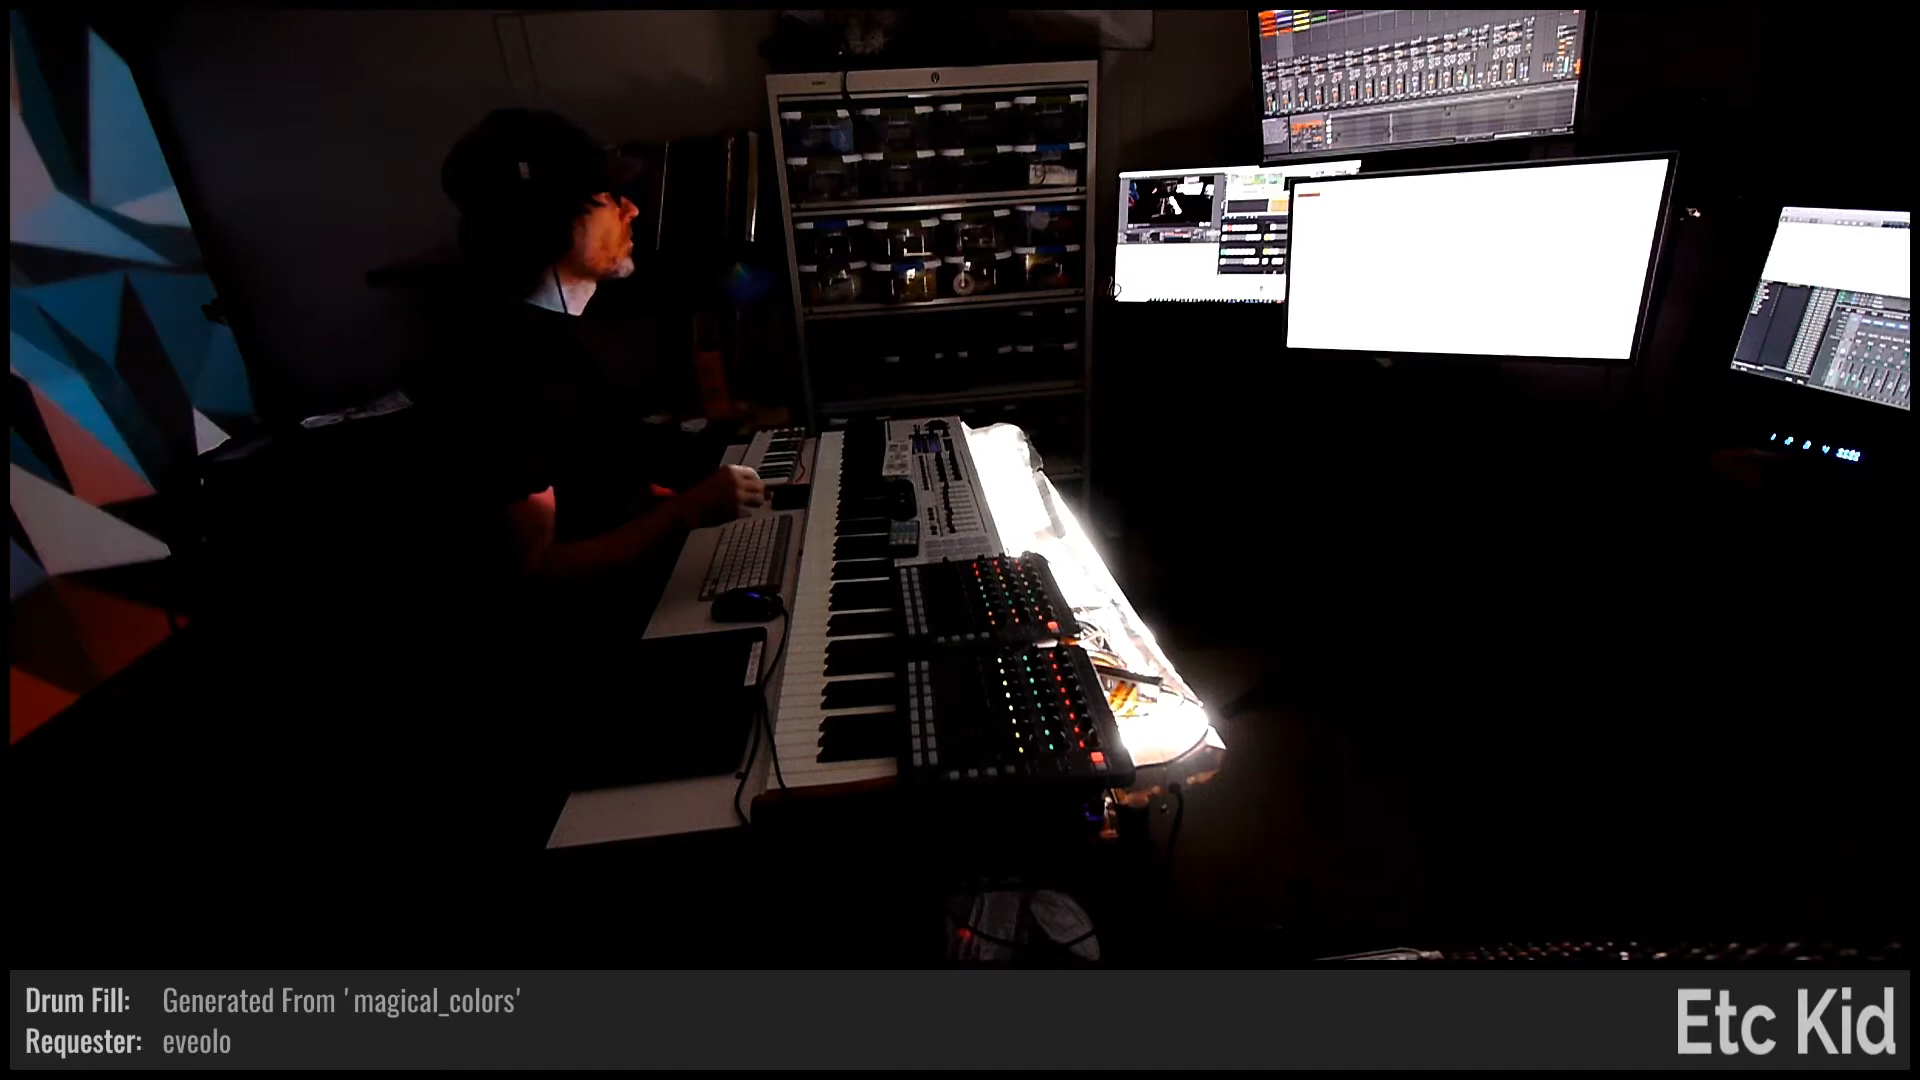 Drum Fill: Generated From 'magical_colors'
Requester: eveolo
Etc Kid